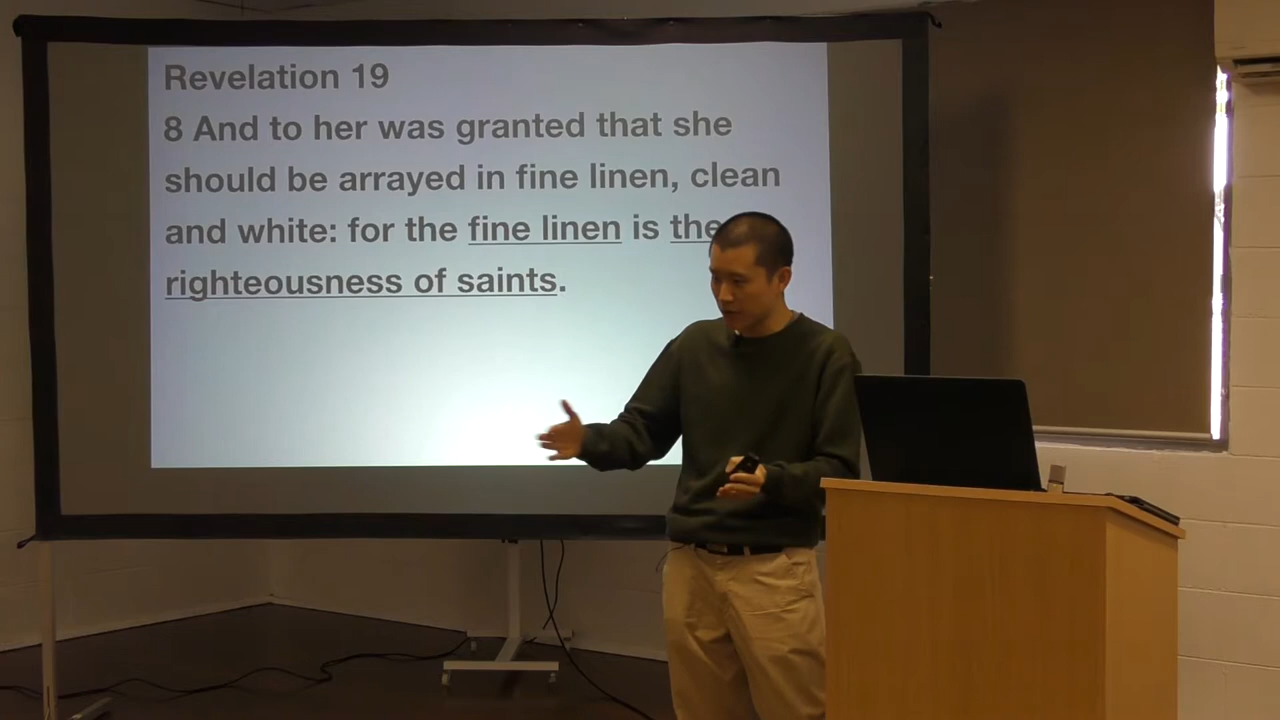 Revelation 19
8 And to her was granted that she
should be arrayed in fine linen, clean
and white: for the fine linen is the
righteousness of saints.